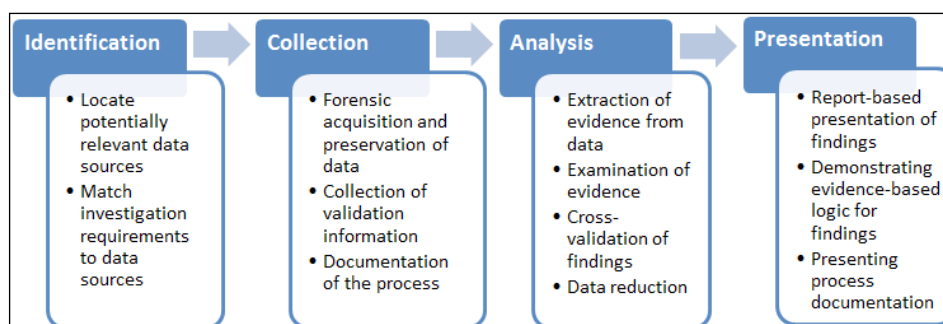 Identification
• Locate
potentially
relevant data
sources
• Match
investigation
requirements
to data
sources
Collection
• Forensic
acquisition and
preservation of
data
• Collection of
validation
information
• Documentation
of the process
Analysis
• Extraction of
evidence from
data
• Examination of
evidence
• Cross-
validation of
findings
• Data reduction
Presentation
• Report-based
presentation of
findings
• Demonstrating
evidence-based
logic for
findings
• Presenting
process
documentation